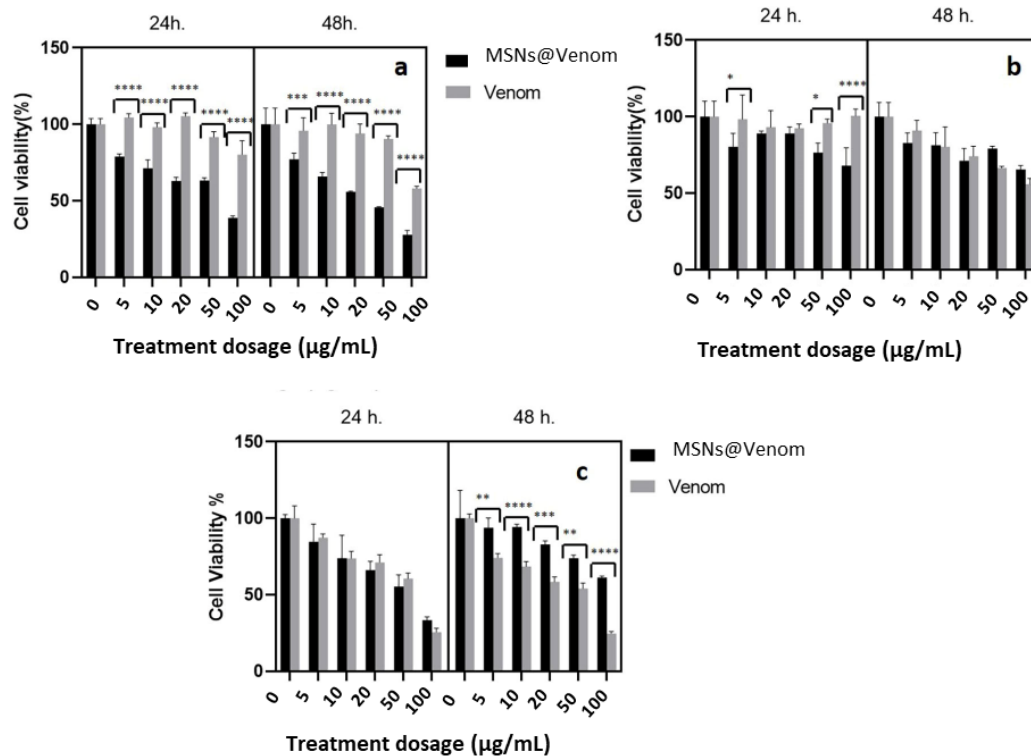 24h. 48h.
a
150
100
50
0
Cell viability(%)
**** **** **** **** ****
*** **** **** **** ****
0 5 10 20 50 100 0 5 10 20 50 100
Treatment dosage (µg/mL)
MSNs@Venom
Venom
24 h. 48 h.
b
150
100
50
0
Cell viability(%)
* * ****
0 5 10 20 50 100 0 5 10 20 50 100
Treatment dosage (µg/mL)
24 h. 48 h.
c
150
100
50
0
Cell Viability %
** **** *** ** ****
0 5 10 20 50 100 0 5 10 20 50 100
Treatment dosage (µg/mL)
MSNs@Venom
Venom